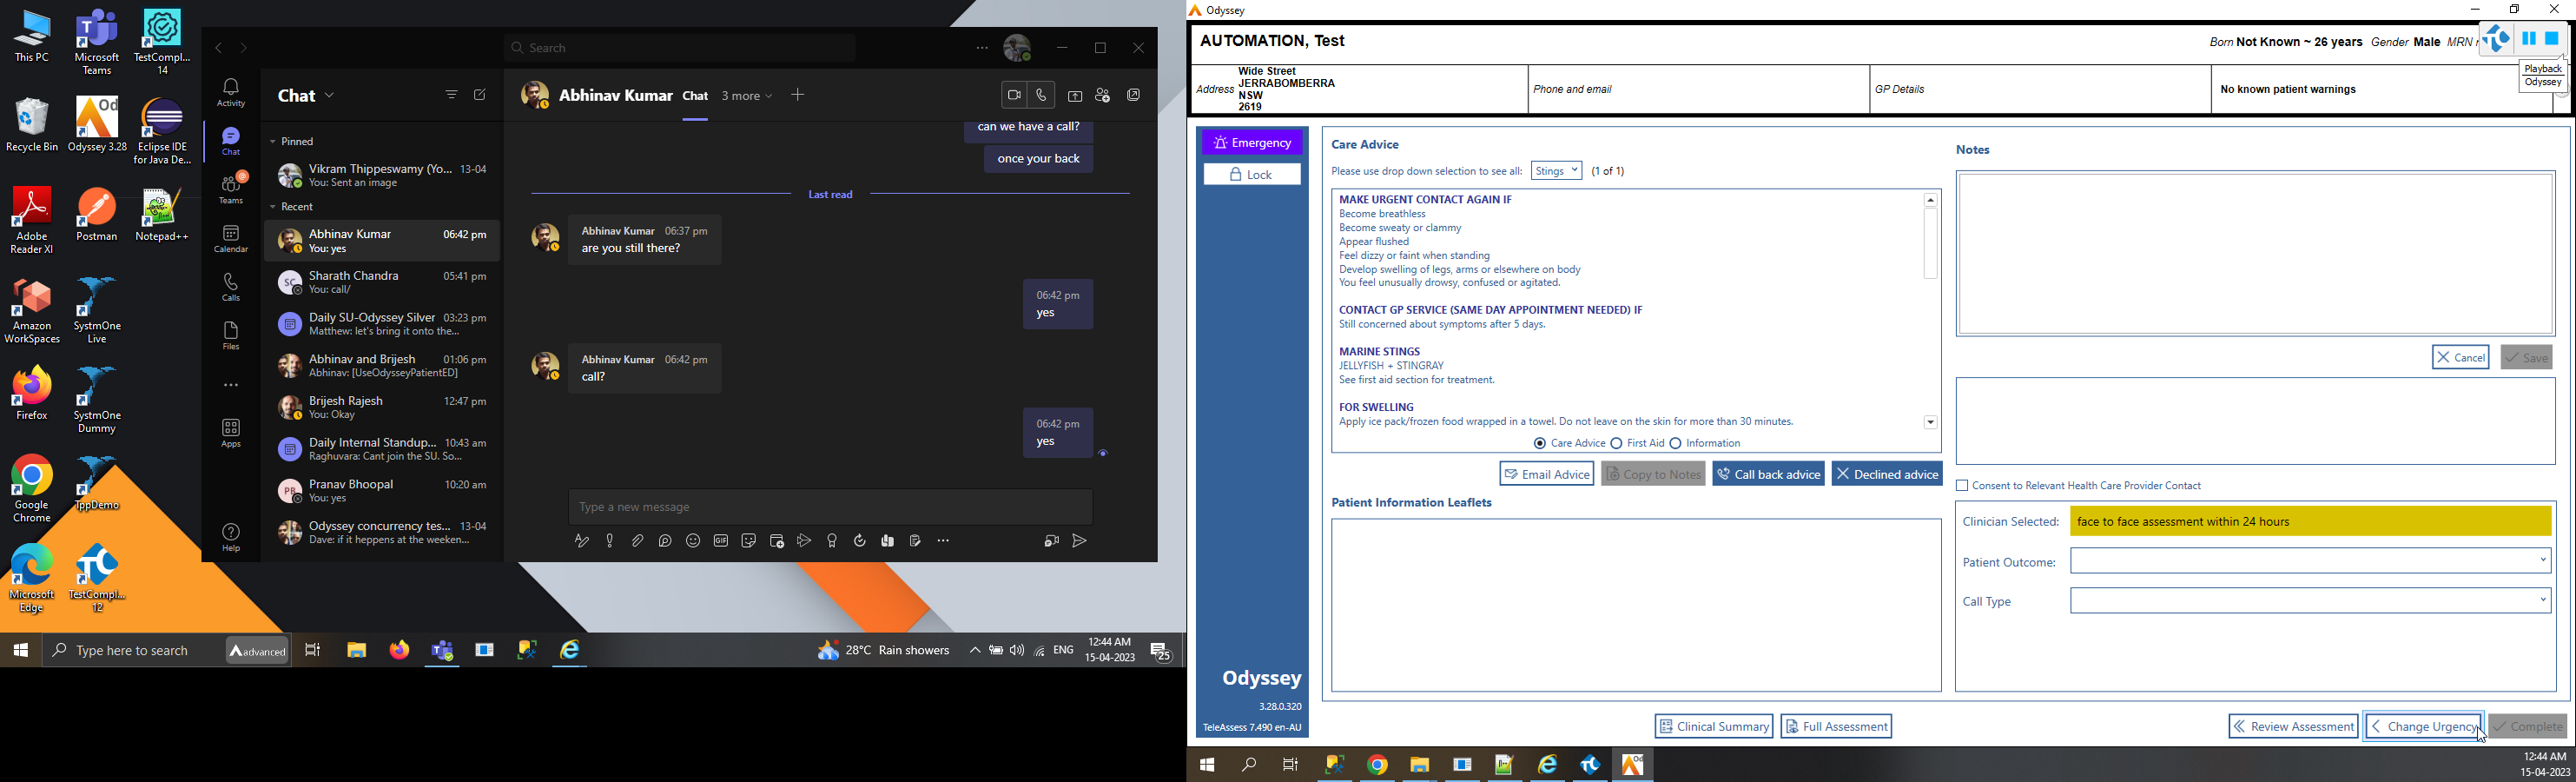 This PC
Microsoft
Teams
TestCompl...
14
Recycle Bin
Odyssey 3.28
Eclipse IDE
for Java De...
Adobe
Reader XI
Postman
Notepad++
Amazon
WorkSpaces
SystmOne
Live
Firefox
SystmOne
Dummy
Google
Chrome
TppDemo
Microsoft
Edge
TestCompl...
12
Search
Activity
Chat
Teams
Calendar
Calls
Files
Apps
Help
Chat
Pinned
Vikram Thippeswamy (Yo... 13-04
You: Sent an image
Recent
Abhinav Kumar 06:42 pm
You: yes
SC
Sharath Chandra 05:41 pm
You: call/
Daily SU-Odyssey Silver 03:23 pm
Matthew: let's bring it onto the...
Abhinav and Brijesh 01:06 pm
Abhinav: [UseOdysseyPatientED]
Brijesh Rajesh 12:47 pm
You: Okay
Daily Internal Standup... 10:43 am
Raghuvara: Cant join the SU. So...
PB
Pranav Bhoopal 10:20 am
You: yes
Odyssey concurrency tes... 13-04
Dave: if it heppens at the weeken...
Abhinav Kumar Chat 3 more
can we have a call?
once your back
Last read
Abhinav Kumar 06:37 pm
are you still there?
06:42 pm
yes
Abhinav Kumar 06:42 pm
call?
06:42 pm
yes
Type a new message
GIF
Type here to search
advanced
28°C Rain showers
ENG
12:44 AM
15-04-2023
25
Odyssey
AUTOMATION, Test
Born Not Known ~ 26 years Gender Male MRN
Playback
Odyssey
Address
Wide Street
JERRABOMBERRA
NSW
2619
Phone and email
GP Details
No known patient warnings
Emergency
Lock
Odyssey
3.28.0.320
TeleAssess 7.490 en-AU
Care Advice
Please use drop down selection to see all: Stings (1 of 1)
MAKE URGENT CONTACT AGAIN IF
Become breathless
Become sweaty or clammy
Appear flushed
Feel dizzy or faint when standing
Develop swelling of legs, arms or elsewhere on body
You feel unusually drowsy, confused or agitated.
CONTACT GP SERVICE (SAME DAY APPOINTMENT NEEDED) IF
Still concerned about symptoms after 5 days.
MARINE STINGS
JELLYFISH + STINGRAY
See first aid section for treatment.
FOR SWELLING
Apply ice pack/frozen food wrapped in a towel. Do not leave on the skin for more than 30 minutes.
Care Advice First Aid Information
Email Advice Copy to Notes Call back advice Declined advice
Patient Information Leaflets
Notes
Cancel Save
Consent to Relevant Health Care Provider Contact
Clinician Selected: face to face assessment within 24 hours
Patient Outcome:
Call Type
Clinical Summary Full Assessment
Review Assessment Change Urgency Complete
Od
12:44 AM
15-04-2023